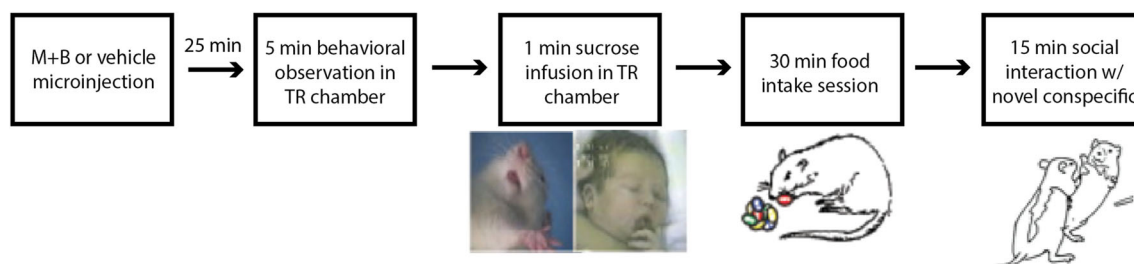 M+B or vehicle
microinjection
25 min
5 min behavioral
observation in
TR chamber
1 min sucrose
infusion in TR
chamber
30 min food
intake session
15 min social
interaction w/
novel conspecific